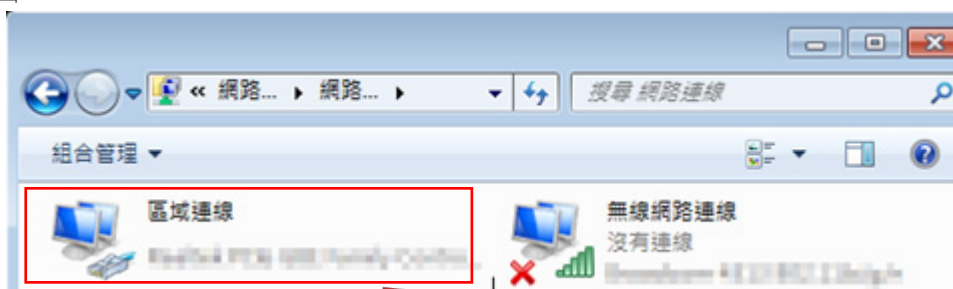 « 網路... ▸ 網路... ▸
搜尋 網路連線
組合管理
區域連線
無線網路連線
沒有連線